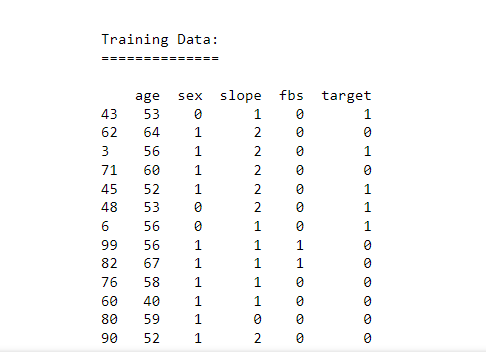 Training Data:
==============
age sex slope fbs target
43 53 0 1 0 1
62 64 1 2 0 0
3 56 1 2 0 1
71 60 1 2 0 0
45 52 1 2 0 1
48 53 0 2 0 1
6 56 0 1 0 1
99 56 1 1 1 0
82 67 1 1 1 0
76 58 1 1 0 0
60 40 1 1 0 0
80 59 1 0 0 0
90 52 1 2 0 0